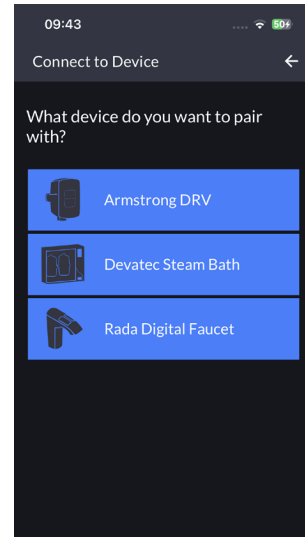 09:43
50
Connect to Device
What device do you want to pair
with?
Armstrong DRV
Devatec Steam Bath
Rada Digital Faucet